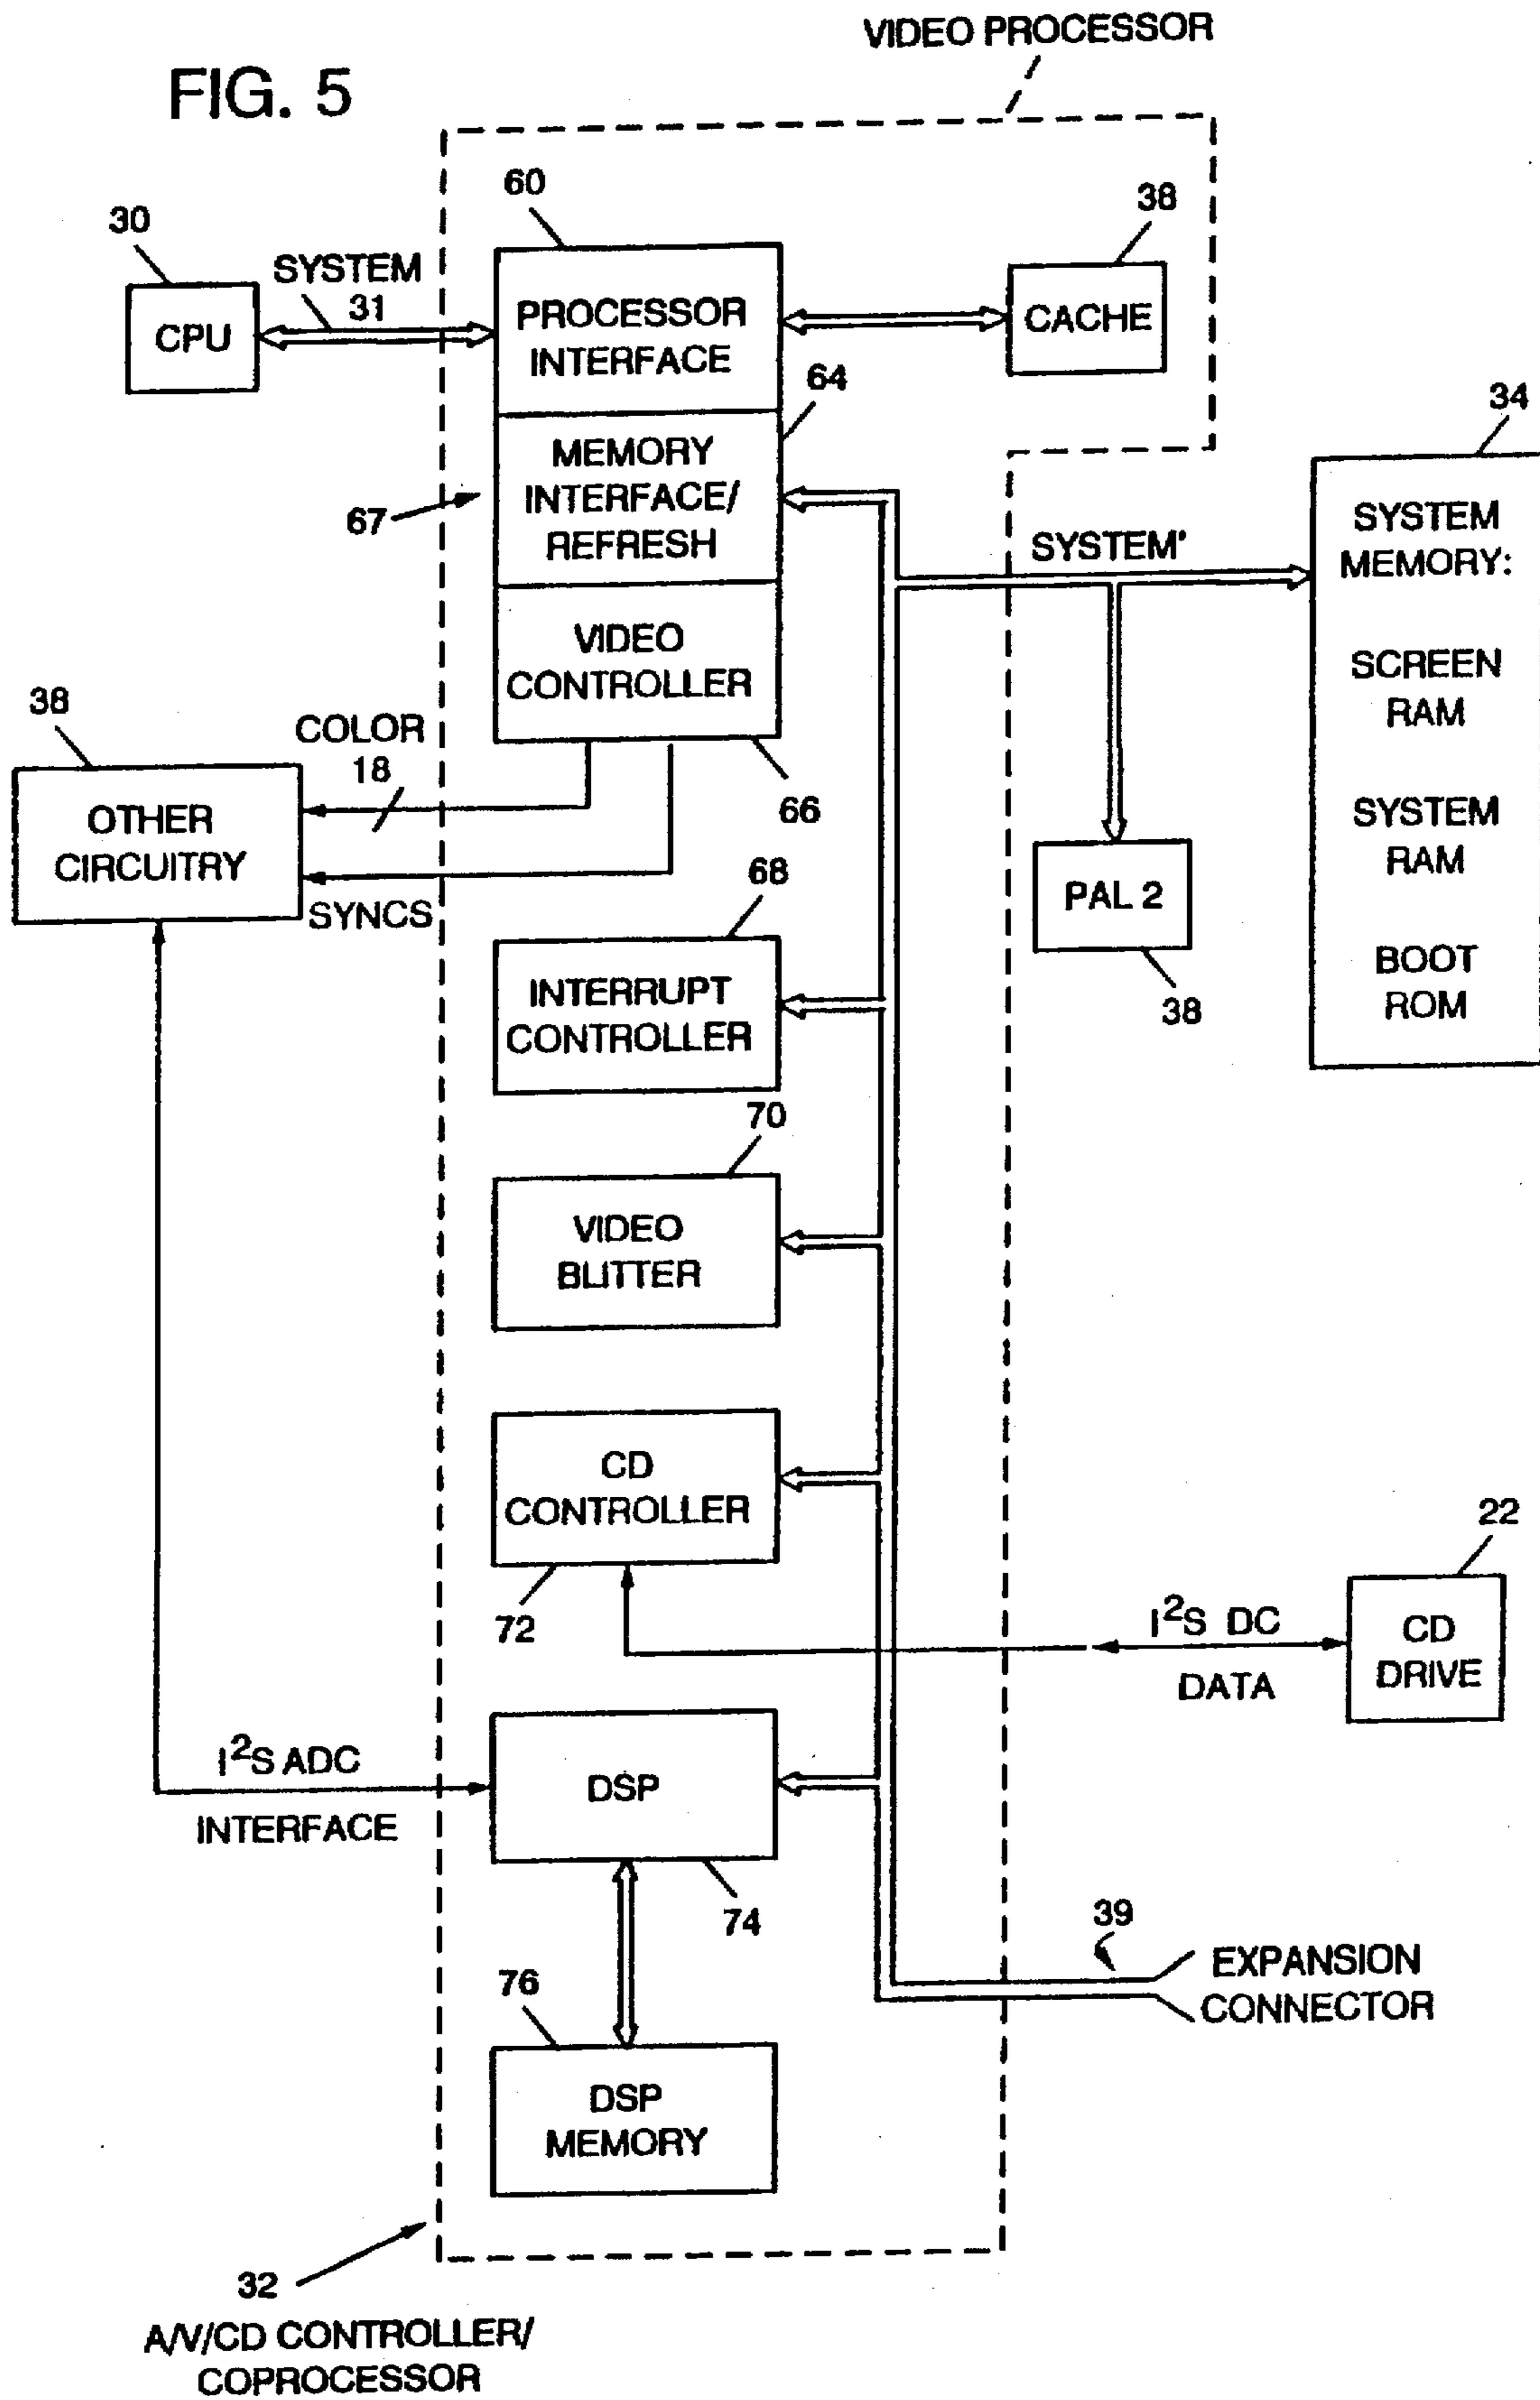 VIDEO PROCESSOR
FIG. 5
60
38
30
SYSTEM
31
CPU
PROCESSOR
INTERFACE
CACHE
64
34
MEMORY
INTERFACE/
REFRESH
67
SYSTEM'
SYSTEM
MEMORY:
SCREEN
RAM
SYSTEM
RAM
BOOT
ROM
VIDEO
CONTROLLER
38
COLOR
18
66
OTHER
CIRCUITRY
SYNCS
68
PAL 2
38
INTERRUPT
CONTROLLER
70
VIDEO
BLITTER
CD
CONTROLLER
72
22
I²S DC
DATA
CD
DRIVE
I²S ADC
INTERFACE
DSP
74
39
EXPANSION
CONNECTOR
76
DSP
MEMORY
32
A/V/CD CONTROLLER/
COPROCESSOR